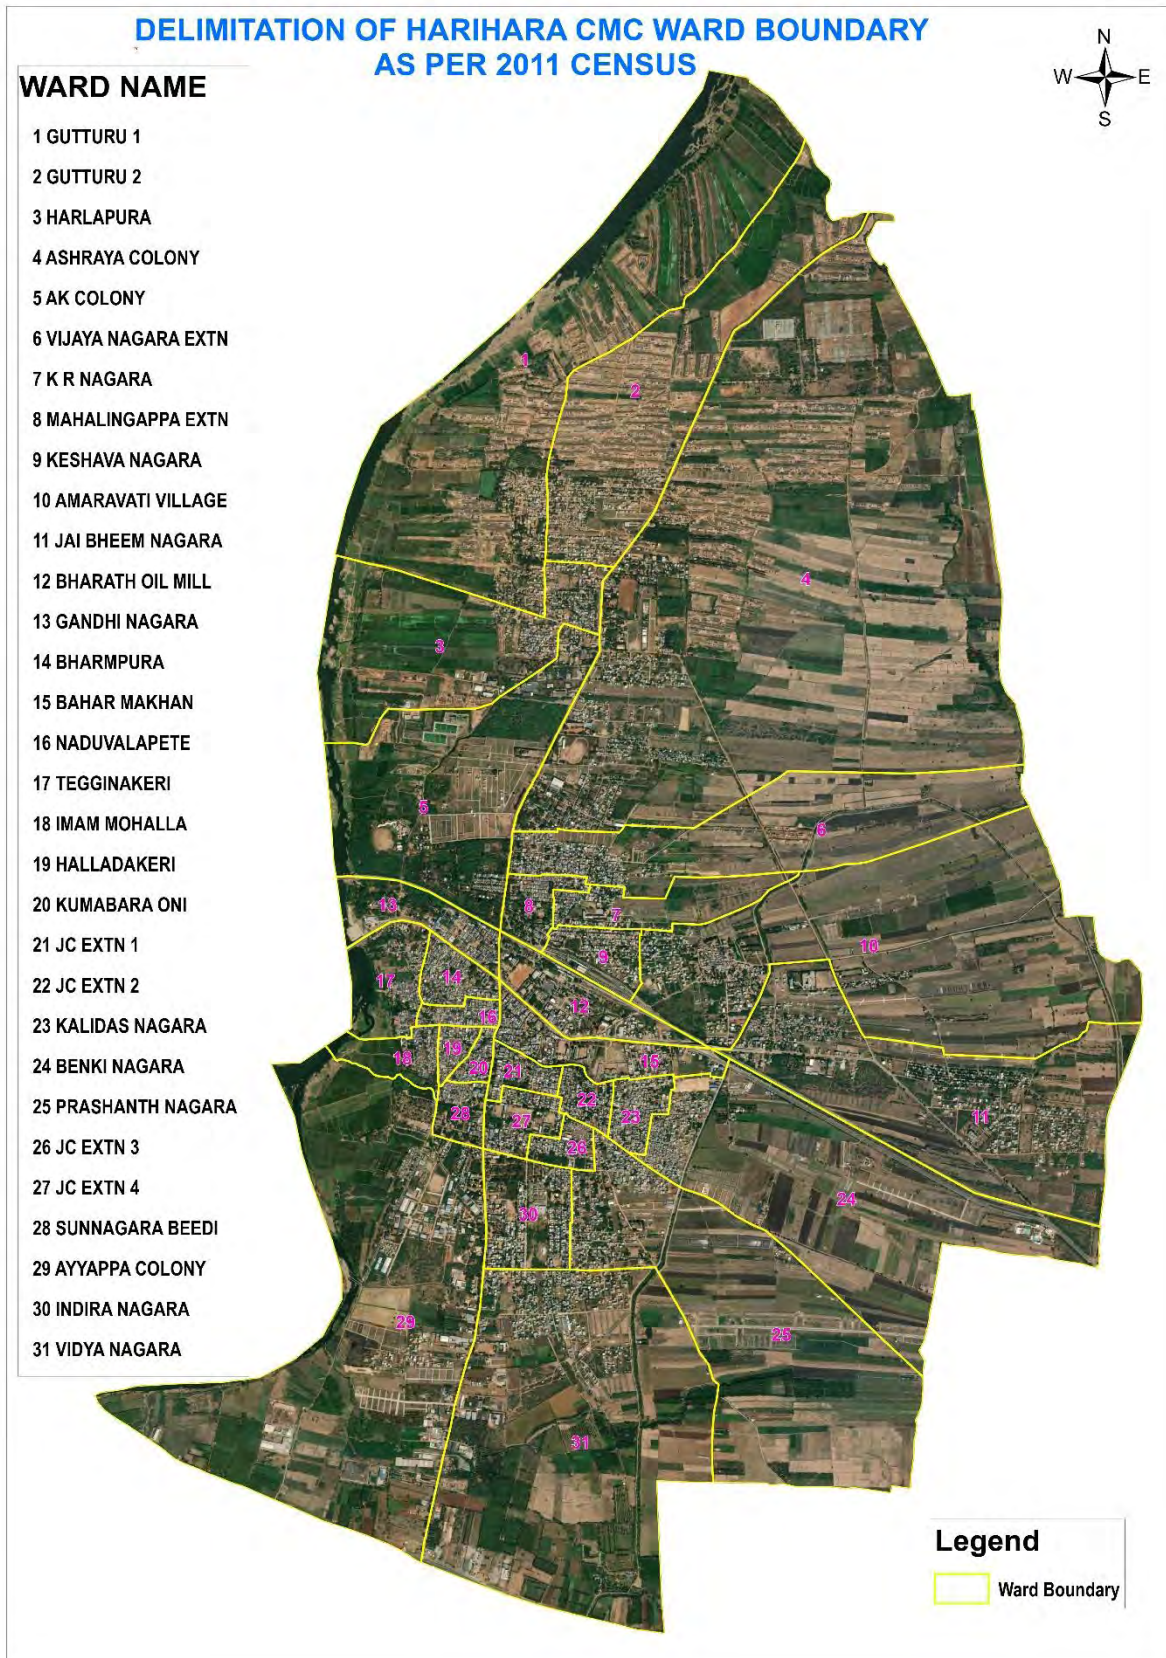 DELIMITATION OF HARIHARA CMC WARD BOUNDARY
AS PER 2011 CENSUS
N
W E
S
WARD NAME
1 GUTTURU 1
2 GUTTURU 2
3 HARLAPURA
4 ASHRAYA COLONY
5 AK COLONY
6 VIJAYA NAGARA EXTN
7 K R NAGARA
8 MAHALINGAPPA EXTN
9 KESHAVA NAGARA
10 AMARAVATI VILLAGE
11 JAI BHEEM NAGARA
12 BHARATH OIL MILL
13 GANDHI NAGARA
14 BHARMPURA
15 BAHAR MAKHAN
16 NADUVALAPETE
17 TEGGINAKERI
18 IMAM MOHALLA
19 HALLADAKERI
20 KUMABARA ONI
21 JC EXTN 1
22 JC EXTN 2
23 KALIDAS NAGARA
24 BENKI NAGARA
25 PRASHANTH NAGARA
26 JC EXTN 3
27 JC EXTN 4
28 SUNNAGARA BEEDI
29 AYYAPPA COLONY
30 INDIRA NAGARA
31 VIDYA NAGARA
1
2
4
3
5
6
13
8
7
10
9
17
14
16
12
18
19
15
20
21
22
28
27
23
11
26
24
30
29
25
31
Legend
Ward Boundary